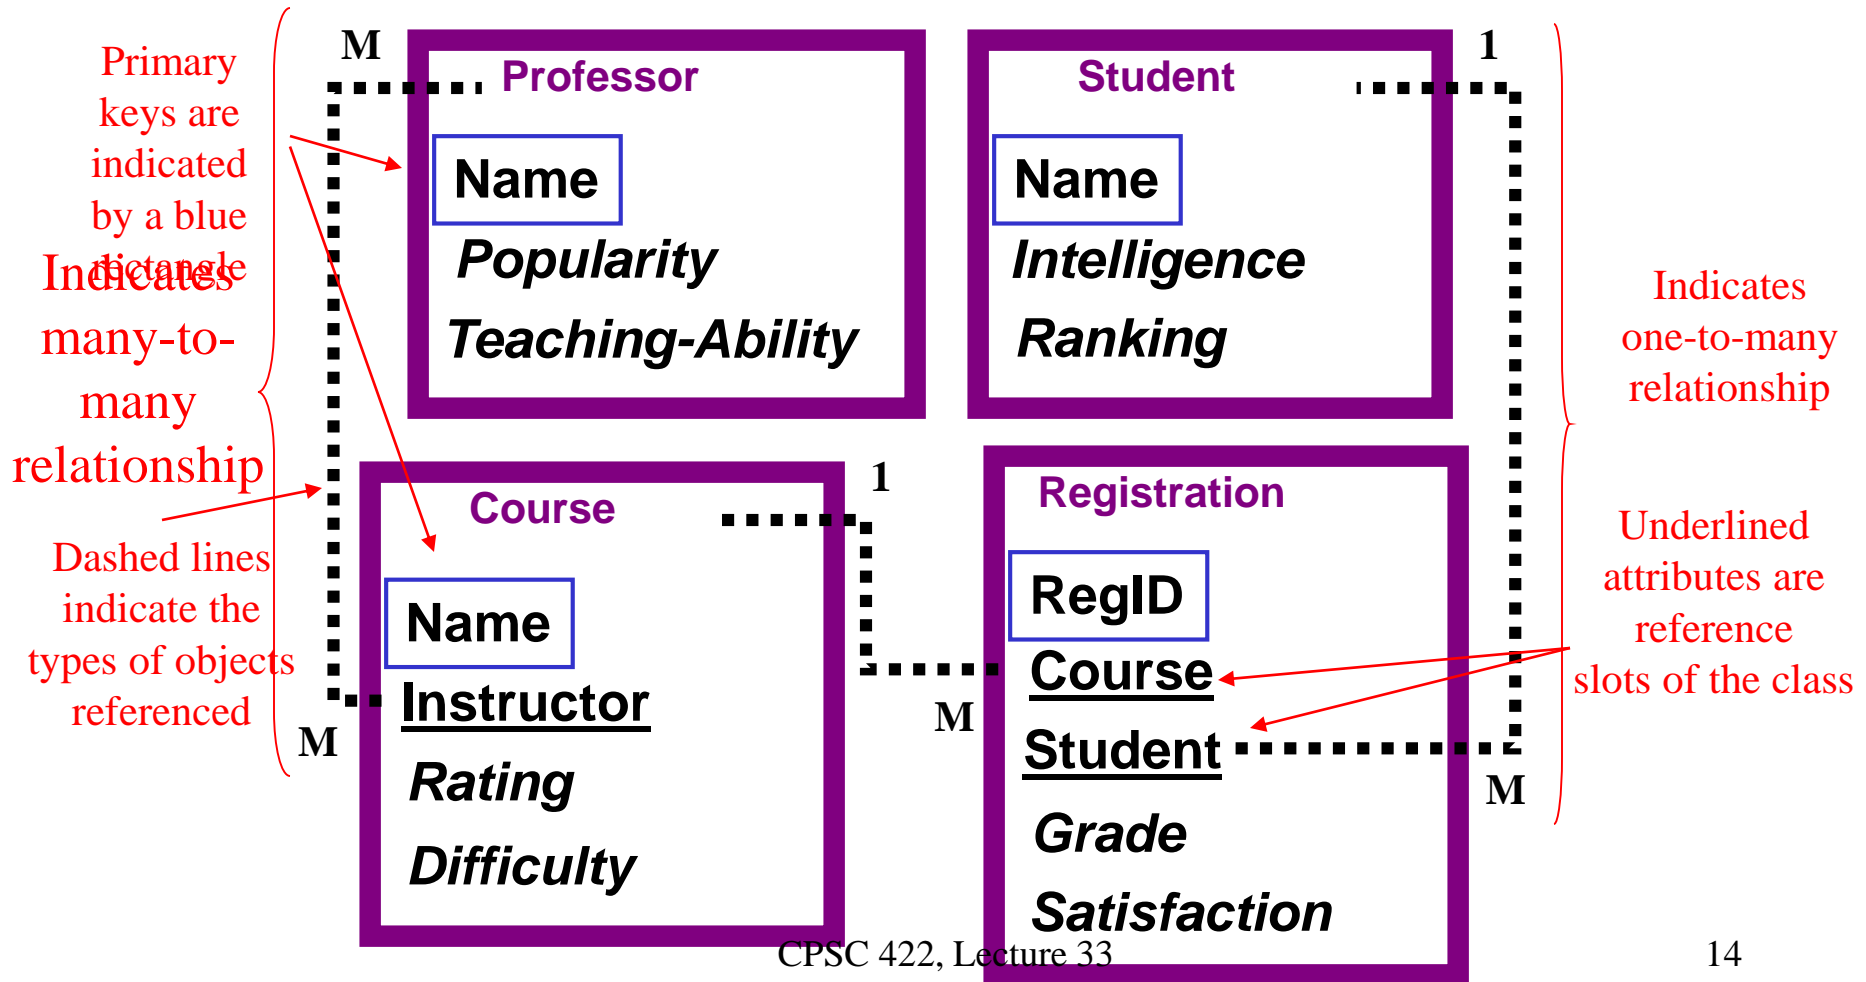 Primary
keys are
indicated
by a blue
rectangle
Indicates
many-to-
many
relationship
Dashed lines
indicate the
types of objects
referenced
M
Professor
Name
Popularity
Teaching-Ability
1
Student
Name
Intelligence
Ranking
M
Course
1
Name
Instructor
Rating
Difficulty
M
Registration
RegID
Course
Student
Grade
Satisfaction
M
Indicates
one-to-many
relationship
Underlined
attributes are
reference
slots of the class
CPSC 422, Lecture 33
14